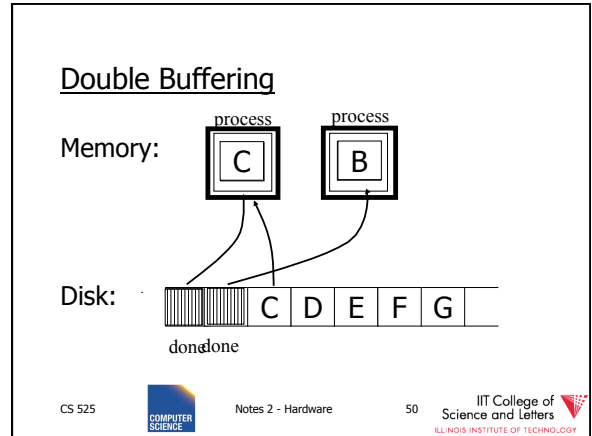 Double Buffering
process process
Memory:
C B
Disk:
C D E F G
done done
CS 525
COMPUTER
SCIENCE
Notes 2 - Hardware
50
IIT College of
Science and Letters
ILLINOIS INSTITUTE OF TECHNOLOGY